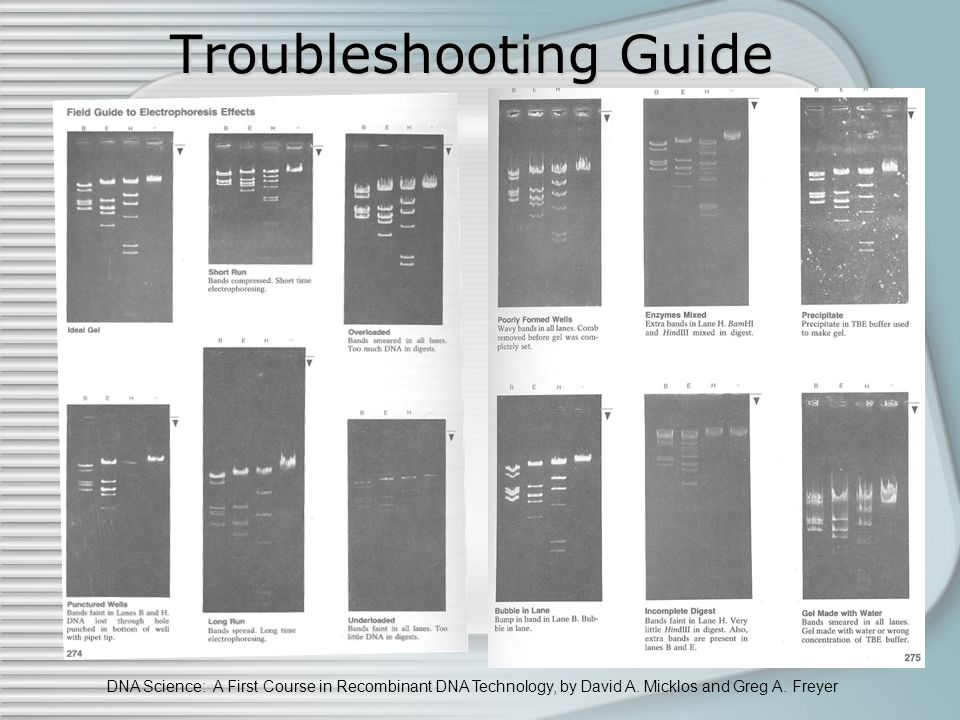 Troubleshooting Guide
Field Guide to Electrophoresis Effects
B E H –
B E H –
B E H –
Ideal Gel
Short Run
Bands compressed. Short time
electrophoresing.
Overloaded
Bands smeared in all lanes.
Too much DNA in digests.
B E H –
B E H –
B E H –
Punctured Wells
Bands faint in Lanes B and H.
DNA lost through hole
punched in bottom of well
with pipet tip.
Long Run
Bands spread. Long time
electrophoresing.
Underloaded
Bands faint in all lanes. Too
little DNA in digests.
274
B E H –
B E H –
B E H –
Poorly Formed Wells
Wavy bands in all lanes. Comb
removed before gel was com-
pletely set.
Enzymes Mixed
Extra bands in Lane H. BamHI
and HindIII mixed in digest.
Precipitate
Precipitate in TBE buffer used
to make gel.
B E H –
B E H –
B E H –
Bubble in Lane
Bump in band in Lane B. Bub-
ble in lane.
Incomplete Digest
Bands faint in Lane H. Very
little HindIII in digest. Also,
extra bands are present in
lanes B and E.
Gel Made with Water
Bands smeared in all lanes.
Gel made with water or wrong
concentration of TBE buffer.
275
DNA Science: A First Course in Recombinant DNA Technology, by David A. Micklos and Greg A. Freyer